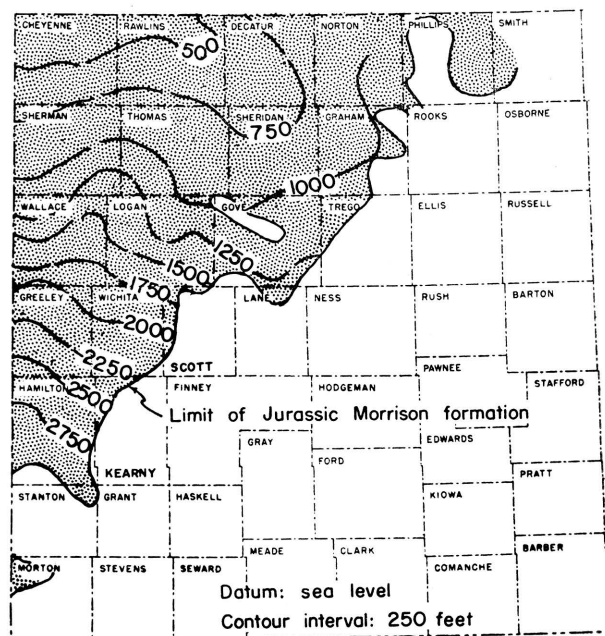 CHEYENNE RAWLINS DECATUR NORTON PHILLIPS SMITH
500
SHERMAN THOMAS SHERIDAN GRAHAM ROOKS OSBORNE
750
1000
WALLACE LOGAN GOVE TREGO ELLIS RUSSELL
1250
1500
1750
GREELEY WICHITA LANE NESS RUSH BARTON
2000
2250
SCOTT
PAWNEE
HAMILTON FINNEY HODGEMAN STAFFORD
2500
Limit of Jurassic Morrison formation
2750
GRAY EDWARDS
FORD
KEARNY PRATT
STANTON GRANT HASKELL KIOWA
MEADE CLARK BARBER
MORTON STEVENS SEWARD COMANCHE
Datum: sea level
Contour interval: 250 feet